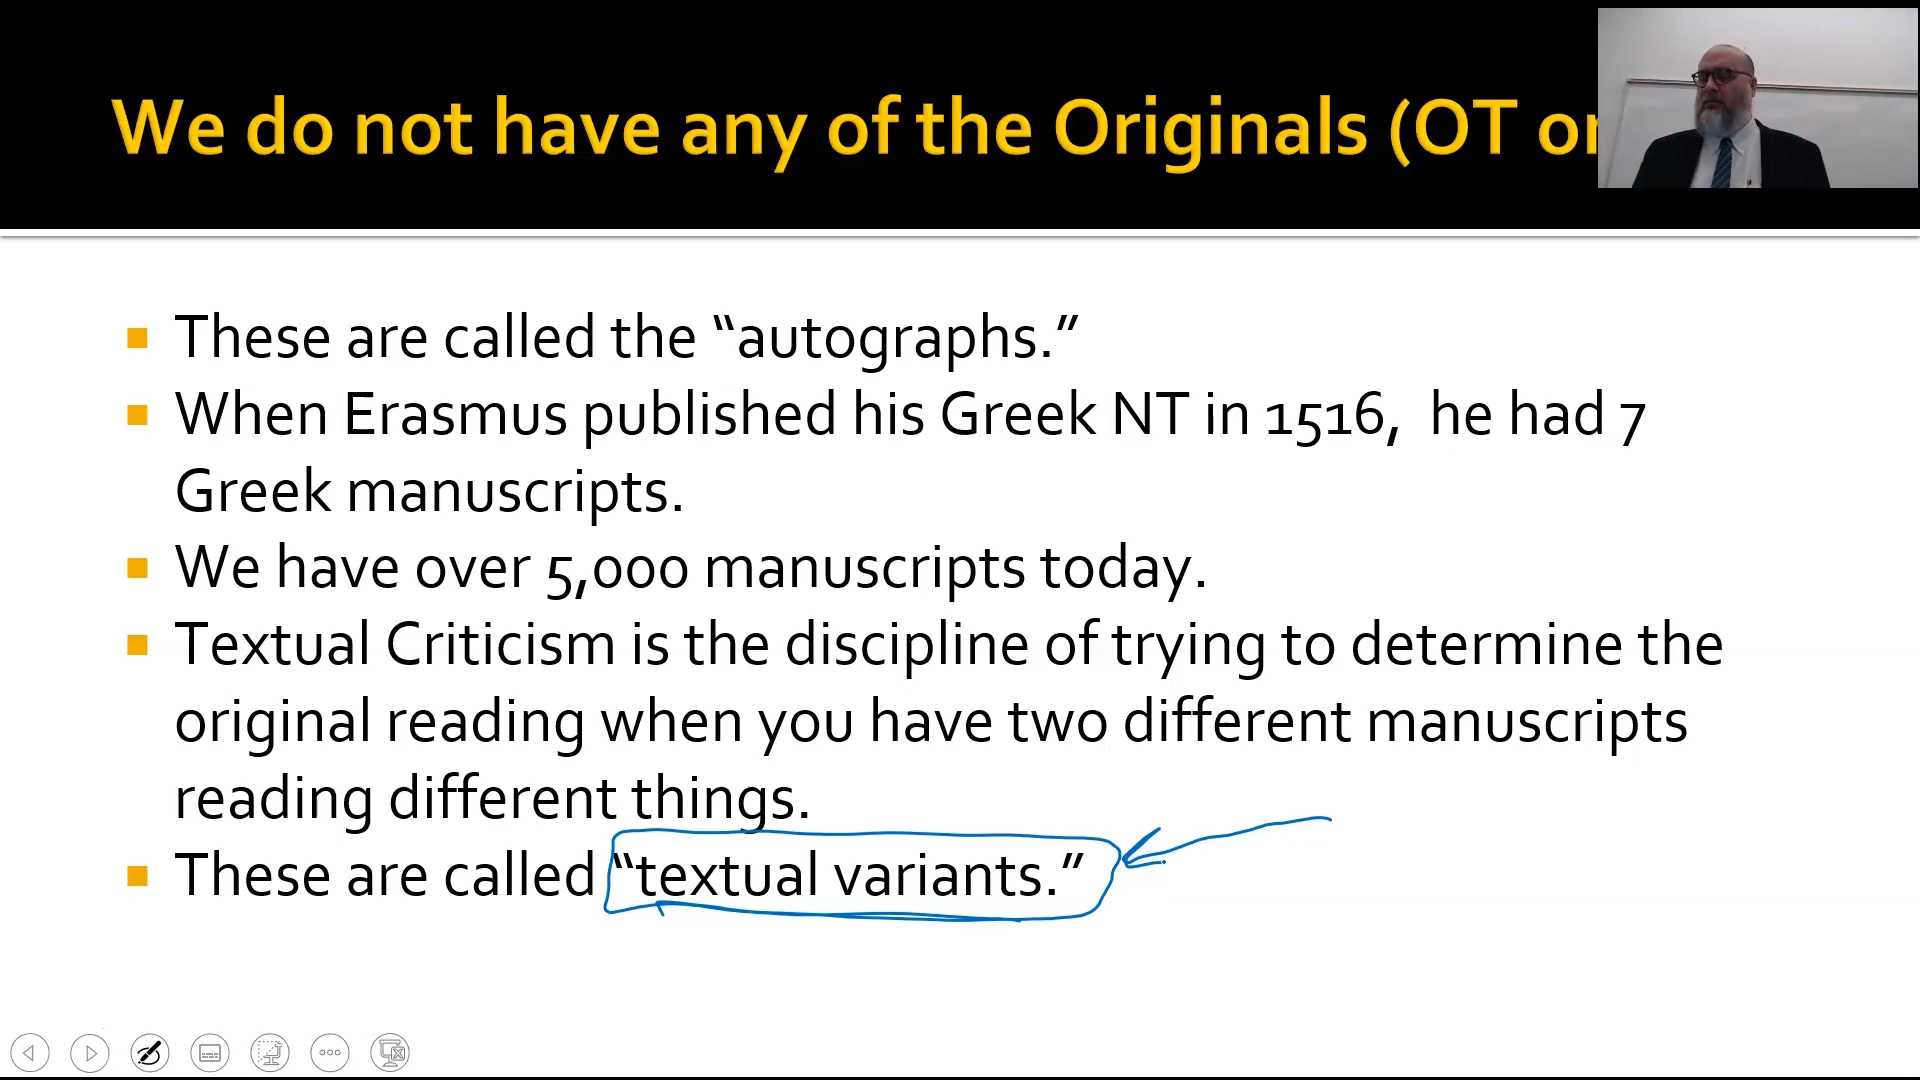 We do not have any of the Originals (OT or
These are called the “autographs.”
When Erasmus published his Greek NT in 1516,  he had 7
Greek manuscripts.
We have over 5,000 manuscripts today.
Textual Criticism is the discipline of trying to determine the
original reading when you have two different manuscripts
reading different things.
These are called “textual variants.”